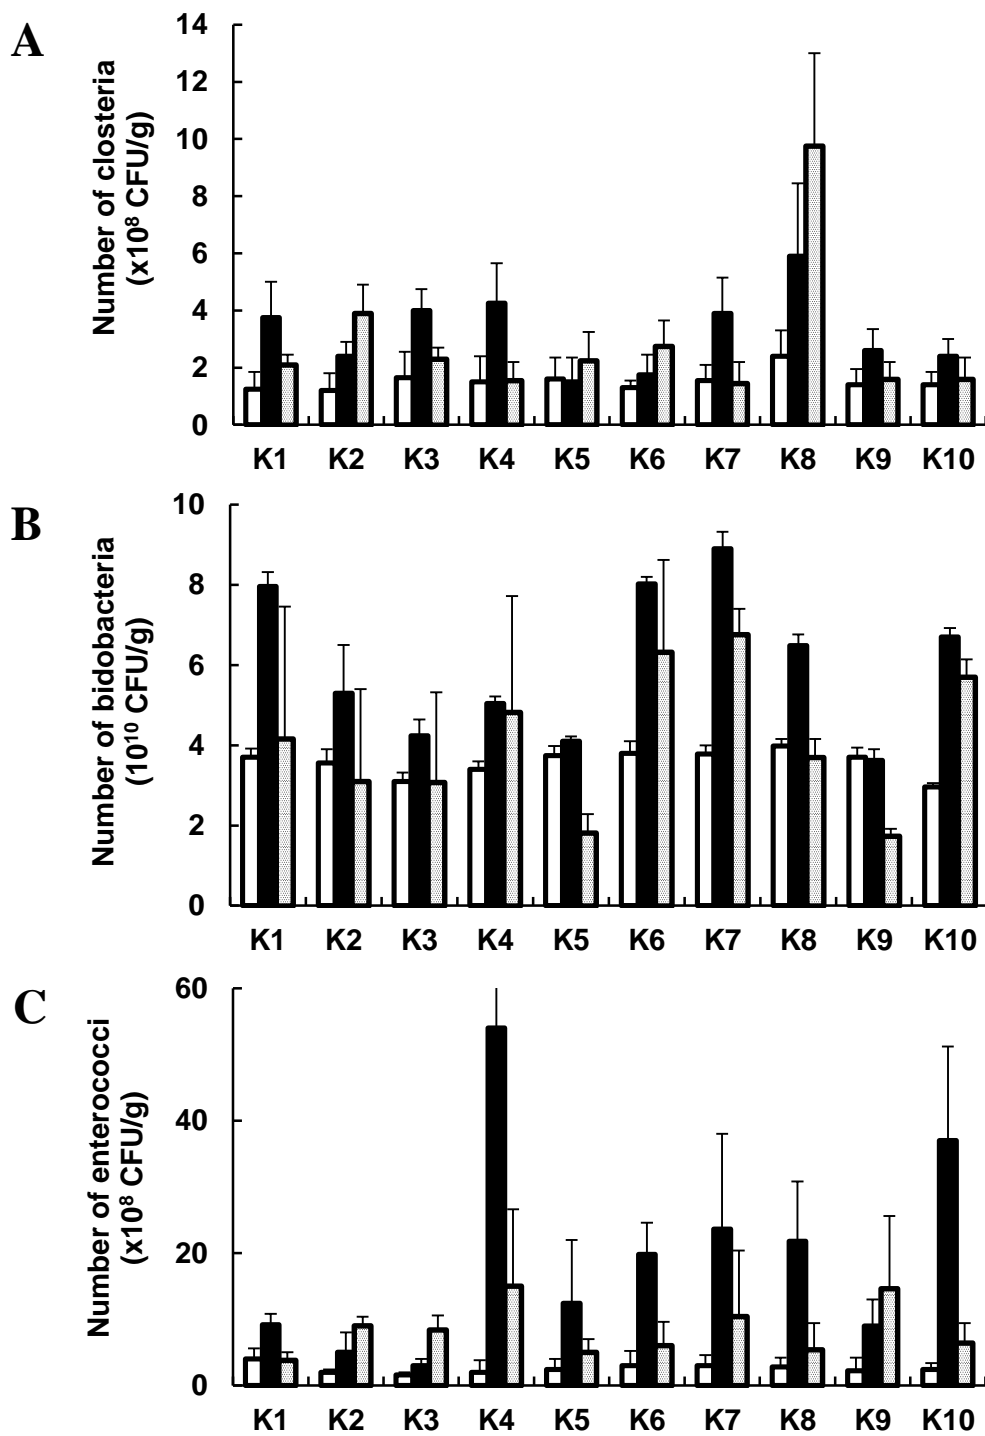 A
Number of closteria
(x10⁸ CFU/g)
14
12
10
8
6
4
2
0
K1 K2 K3 K4 K5 K6 K7 K8 K9 K10
B
Number of bidobacteria
(10¹⁰ CFU/g)
10
8
6
4
2
0
K1 K2 K3 K4 K5 K6 K7 K8 K9 K10
C
Number of enterococci
(x10⁸ CFU/g)
60
40
20
0
K1 K2 K3 K4 K5 K6 K7 K8 K9 K10